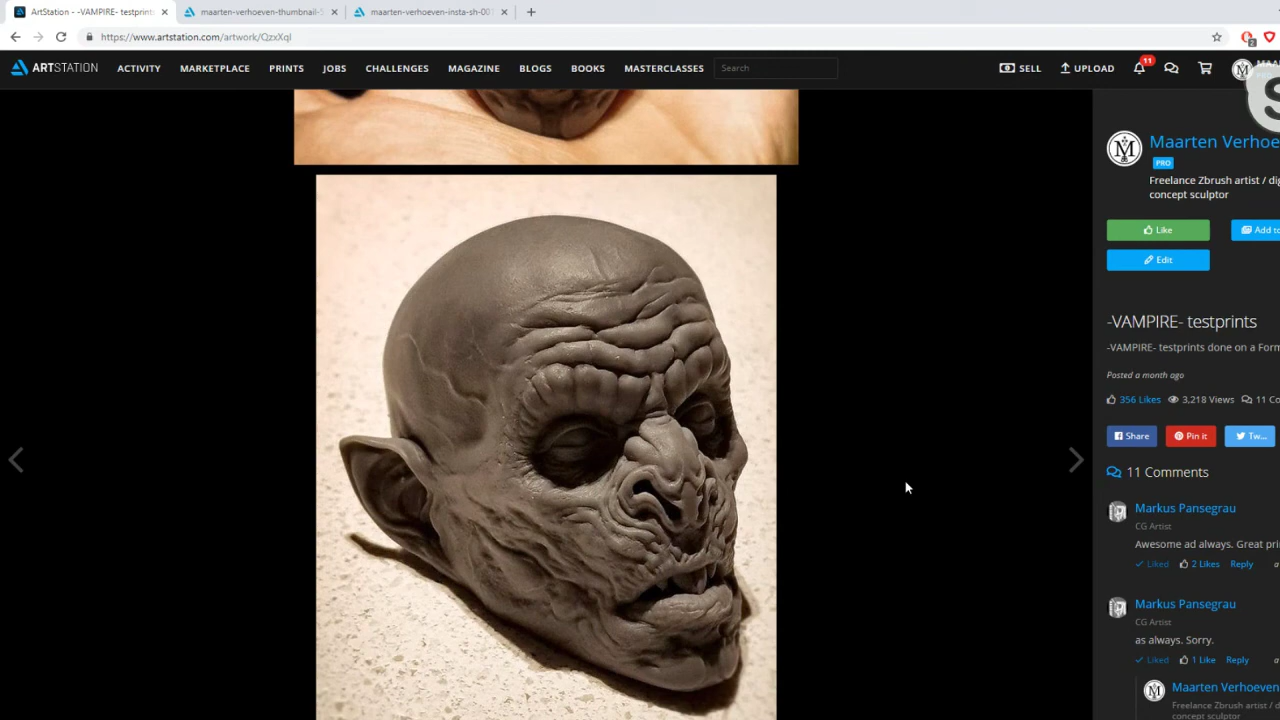 ArtStation - -VAMPIRE- testprints
maarten-verhoeven-thumbnail-
maarten-verhoeven-insta-sh-00
https://www.artstation.com/artwork/QzxXqI
ARTSTATION
ACTIVITY
MARKETPLACE
PRINTS
JOBS
CHALLENGES
MAGAZINE
BLOGS
BOOKS
MASTERCLASSES
Search
SELL
UPLOAD
11
M
Maarten Verhoe
PRO
Freelance Zbrush artist / di
concept sculptor
Like
Add to
Edit
-VAMPIRE- testprints
-VAMPIRE- testprints done on a Form
Posted a month ago
356 Likes 3,218 Views 11 Co
Share
Pin it
Tw...
11 Comments
Markus Pansegrau
CG Artist
Awesome ad always. Great pri
Liked 2 Likes Reply a
Markus Pansegrau
CG Artist
as always. Sorry.
Liked 1 Like Reply a
Maarten Verhoeven
Freelance Zbrush artist / d
concept sculptor